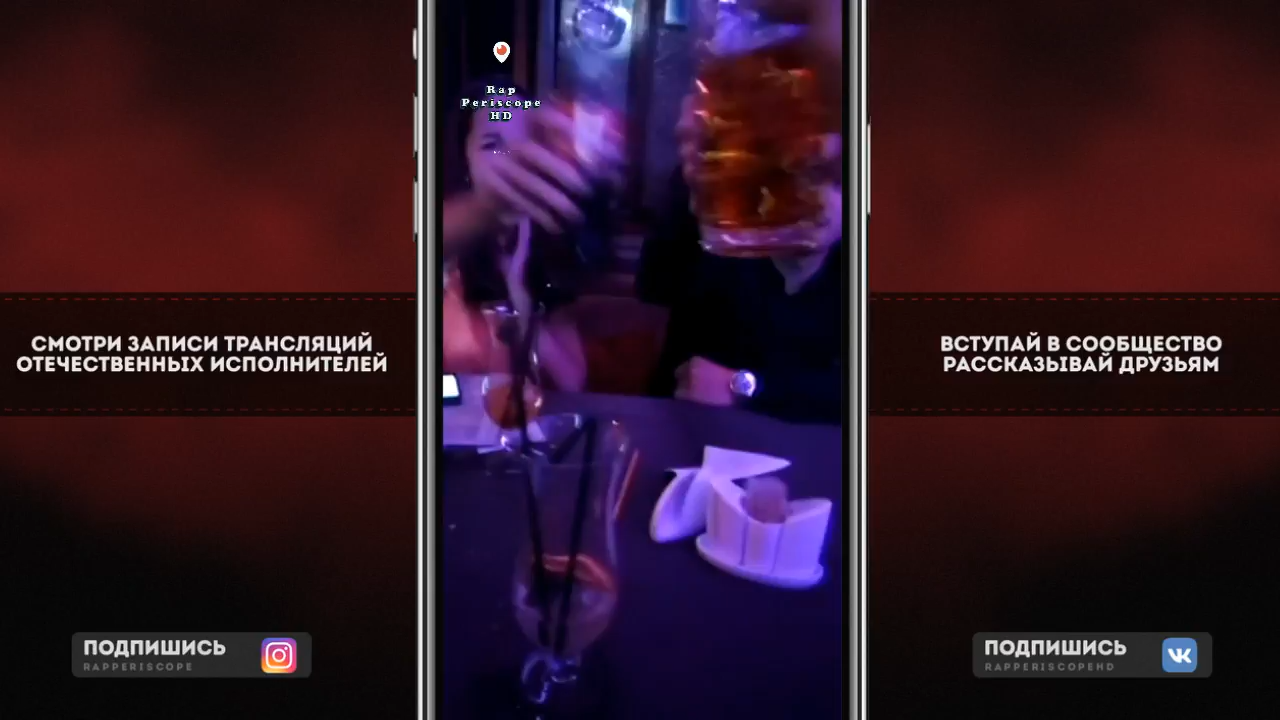 Rap
Periscope
HD
СМОТРИ ЗАПИСИ ТРАНСЛЯЦИЙ
ОТЕЧЕСТВЕННЫХ ИСПОЛНИТЕЛЕЙ
ВСТУПАЙ В СООБЩЕСТВО
РАССКАЗЫВАЙ ДРУЗЬЯМ
ПОДПИШИСЬ
RAPPERISCOPE
ПОДПИШИСЬ
RAPPERISCOPEHD